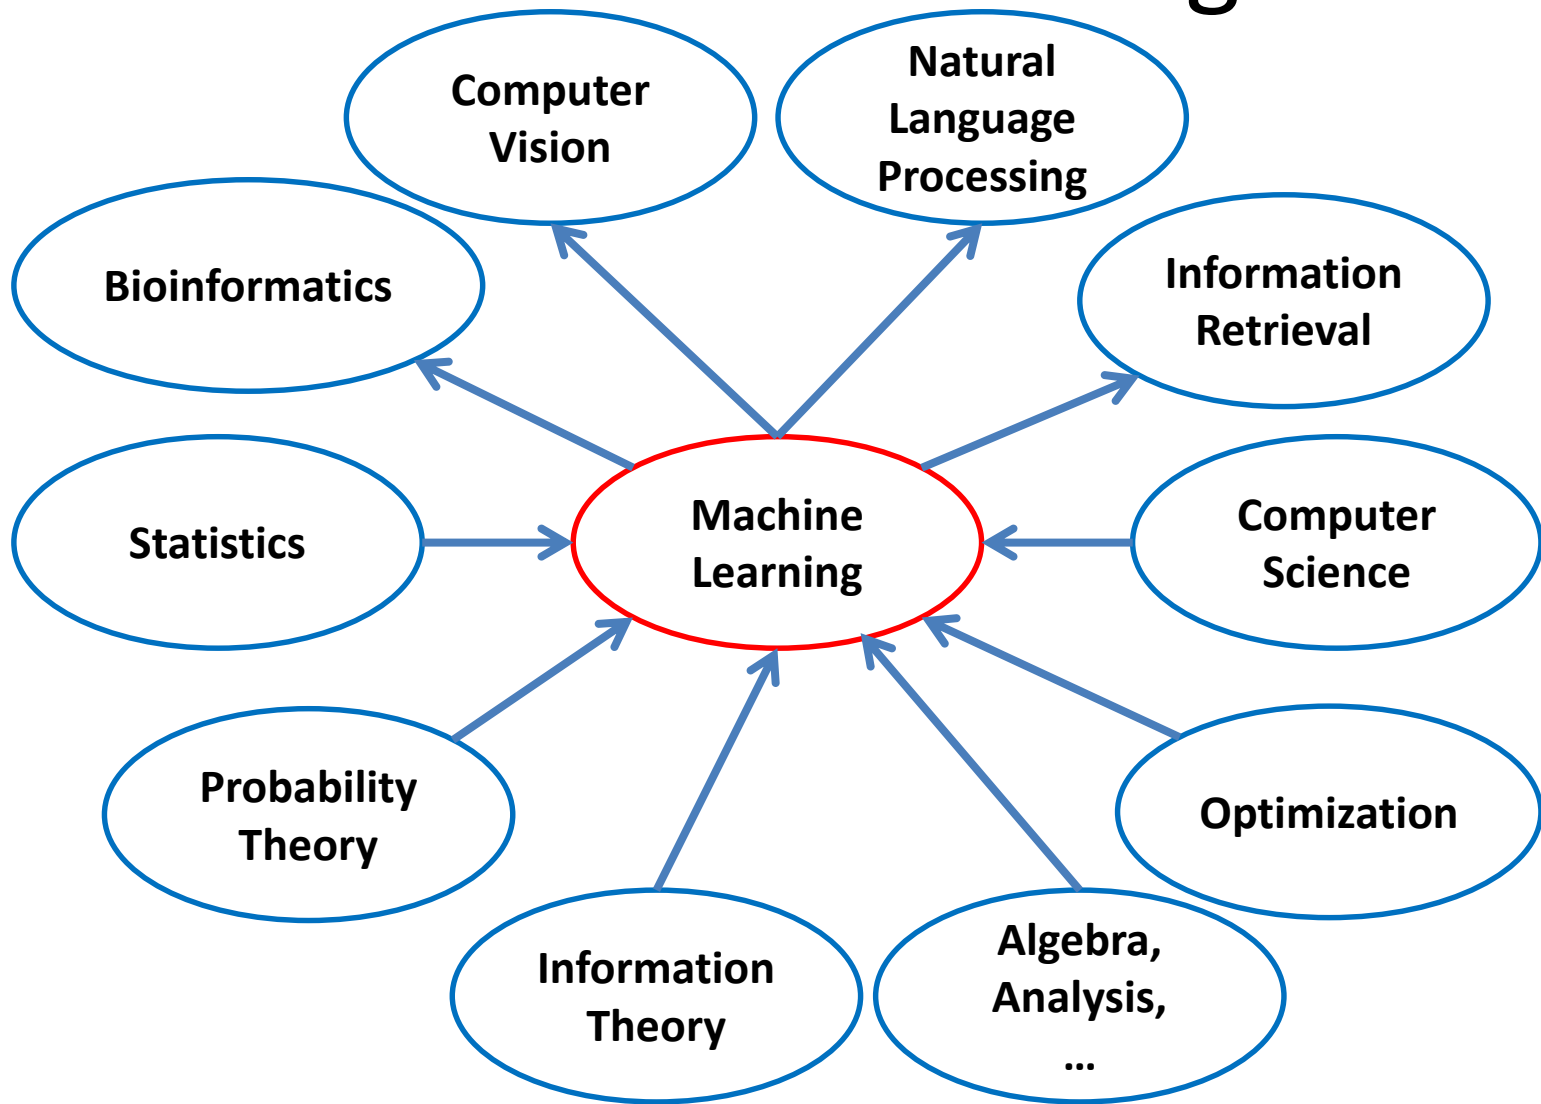 Computer
Vision
Natural
Language
Processing
Bioinformatics
Information
Retrieval
Statistics
Machine
Learning
Computer
Science
Probability
Theory
Optimization
Information
Theory
Algebra,
Analysis,
…